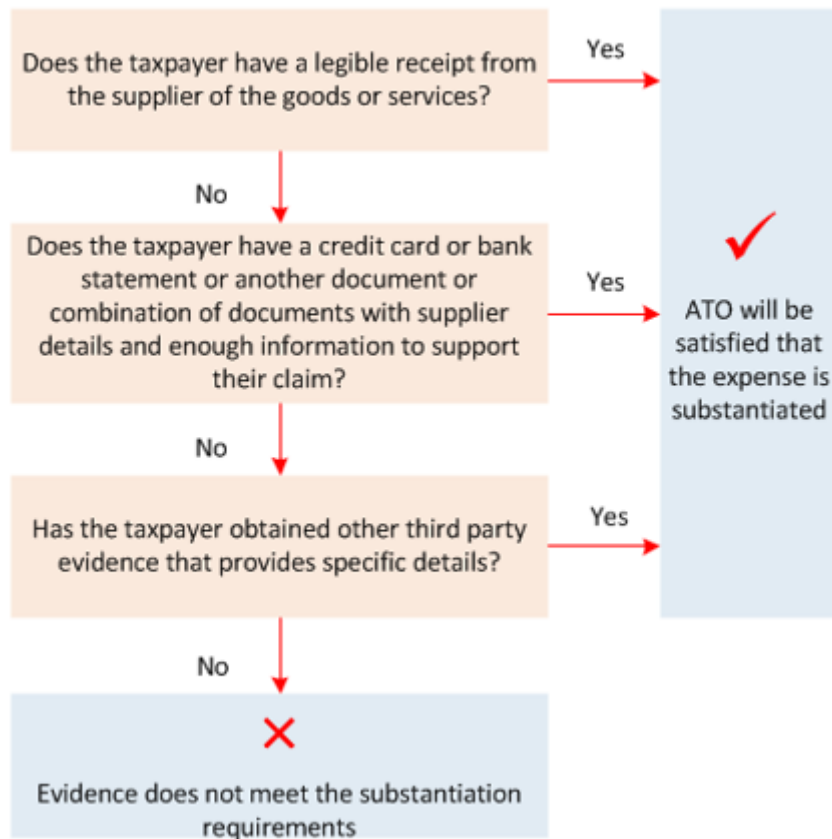 Does the taxpayer have a legible receipt from
the supplier of the goods or services?
Yes
No
Does the taxpayer have a credit card or bank
statement or another document or
combination of documents with supplier
details and enough information to support
their claim?
Yes
ATO will be
satisfied that
the expense is
substantiated
No
Has the taxpayer obtained other third party
evidence that provides specific details?
Yes
No
Evidence does not meet the substantiation
requirements